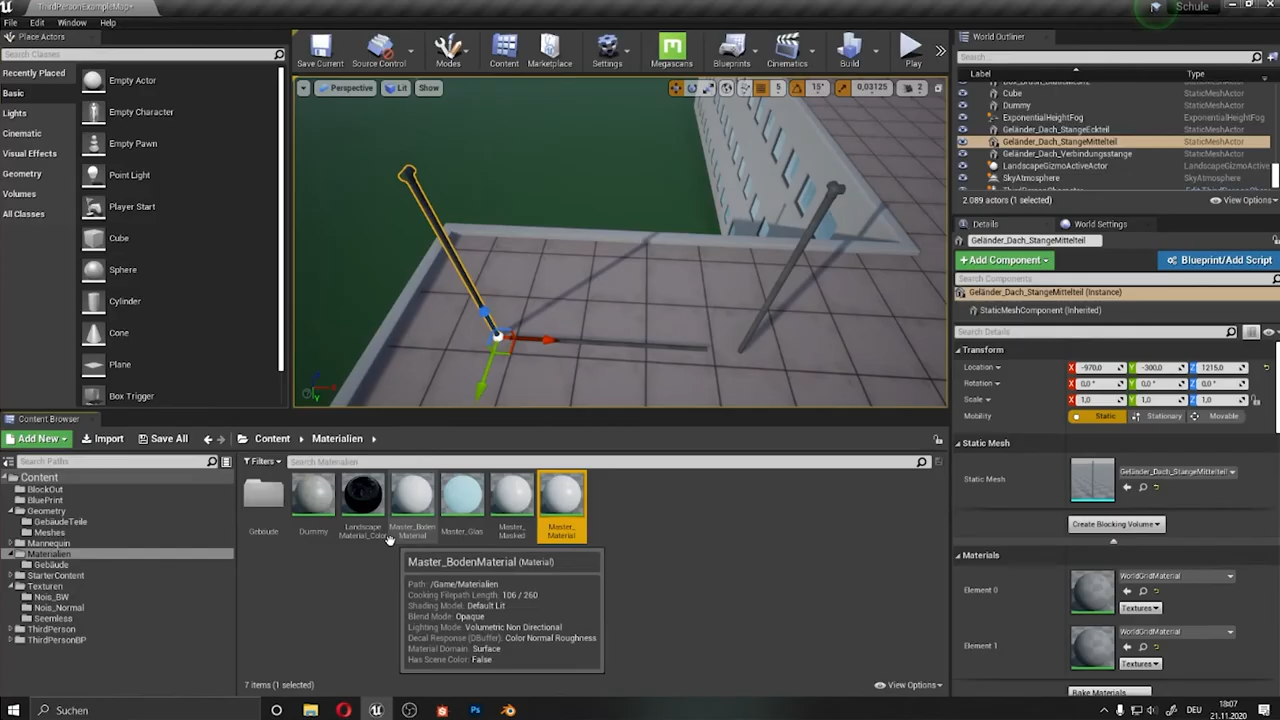 ThirdPersonExampleMap*
Schule
File Edit Window Help
Place Actors
Search Classes
Recently Placed
Basic
Lights
Cinematic
Visual Effects
Geometry
Volumes
All Classes
Empty Actor
Empty Character
Empty Pawn
Point Light
Player Start
Cube
Sphere
Cylinder
Cone
Plane
Box Trigger
Save Current
Source Control
Modes
Content
Marketplace
Settings
Megascans
Blueprints
Cinematics
Build
Play
Perspective
Lit
Show
5
15°
0,03125
2
World Outliner
Search...
Label
Type
StaticMeshActor
Cube StaticMeshActor
Dummy StaticMeshActor
ExponentialHeightFog ExponentialHeightFog
Geländer_Dach_StangeEckteil StaticMeshActor
Geländer_Dach_StangeMittelteil StaticMeshActor
Geländer_Dach_Verbindungsstange StaticMeshActor
LandscapeGizmoActiveActor LandscapeGizmoActive
SkyAtmosphere SkyAtmosphere
2.089 actors (1 selected)
View Options
Details
World Settings
Geländer_Dach_StangeMittelteil
+Add Component
Blueprint/Add Script
Search Components
Geländer_Dach_StangeMittelteil (Instance)
StaticMeshComponent (Inherited)
Search Details
Transform
Location X -970,0 Y -300,0 Z 1215,0
Rotation X 0,0 ° Y 0,0 ° Z 0,0 °
Scale X 1,0 Y 1,0 Z 1,0
Mobility Static Stationary Movable
Static Mesh
Static Mesh
Geländer_Dach_StangeMittelteil
Create Blocking Volume
Materials
Element 0
WorldGridMaterial
Textures
Element 1
WorldGridMaterial
Textures
Bake Materials
Content Browser
Add New
Import
Save All
Content
Materialien
Search Paths
Filters
Search Materialien
Content
BlockOut
BluePrint
Geometry
GebäudeTeile
Meshes
Mannequin
Materialien
Gebäude
StarterContent
Texturen
Nois_BW
Nois_Normal
Seemless
ThirdPerson
ThirdPersonBP
Gebäude
Dummy
Landscape
Material_Color
Master_Boden
Material
Master_Glas
Master_
Masked
Master_
Material
Master_BodenMaterial (Material)
Path: /Game/Materialien
Cooking Filepath Length: 106 / 260
Shading Model: Default Lit
Blend Mode: Opaque
Lighting Mode: Volumetric Non Directional
Decal Response (DBuffer): Color Normal Roughness
Material Domain: Surface
Has Scene Color: False
7 items (1 selected)
View Options
Suchen
Ps
DEU
18:07
21.11.2020